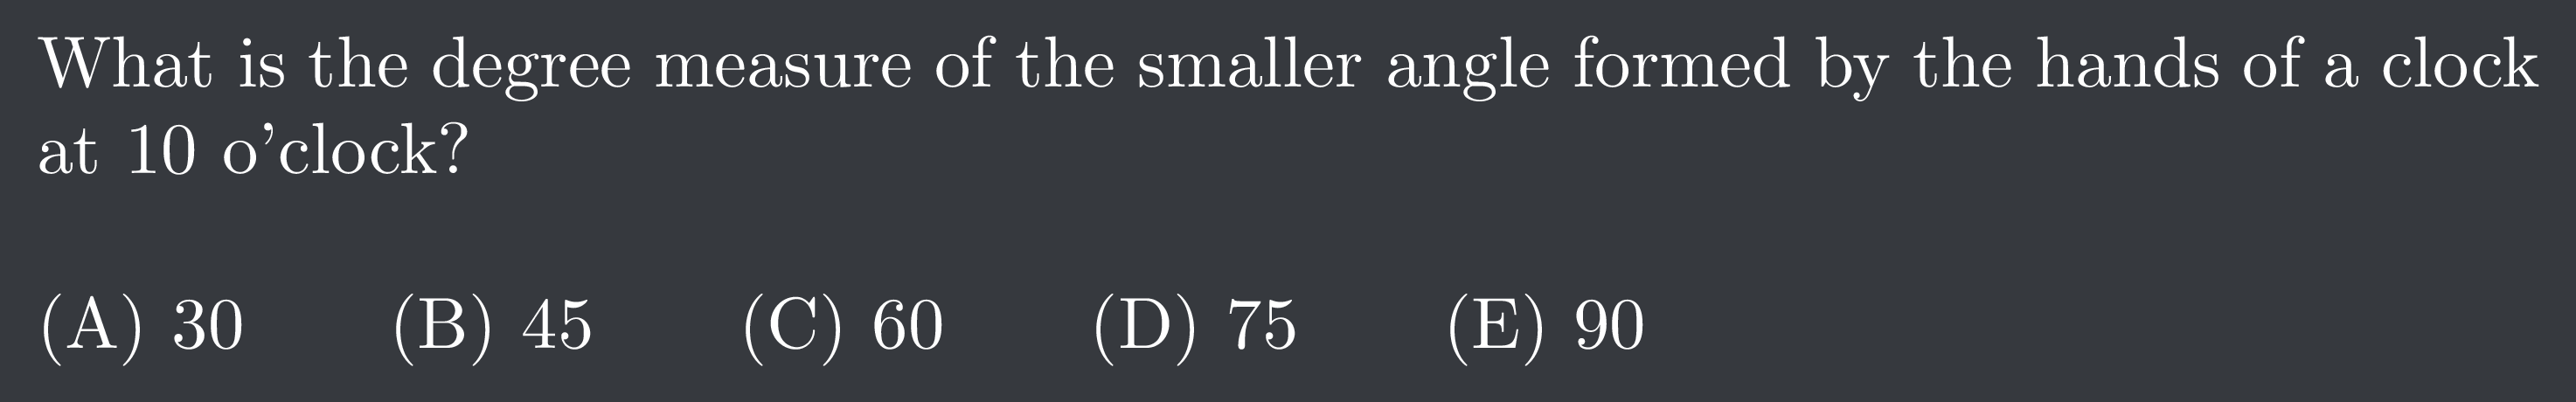 What is the degree measure of the smaller angle formed by the hands of a clock
at 10 o'clock?
(A) 30 (B) 45 (C) 60 (D) 75 (E) 90